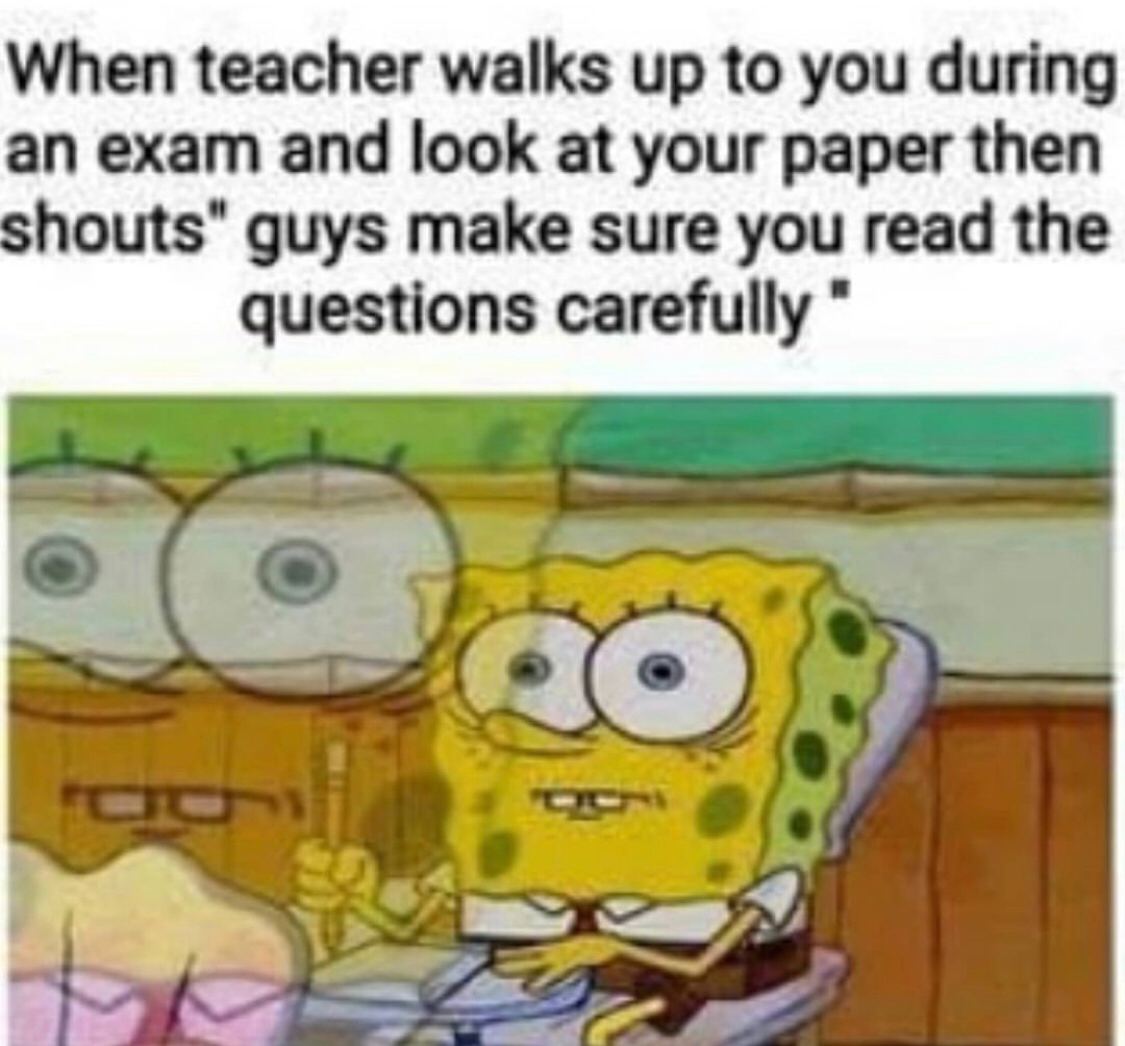 When teacher walks up to you during
an exam and look at your paper then
shouts" guys make sure you read the
questions carefully "